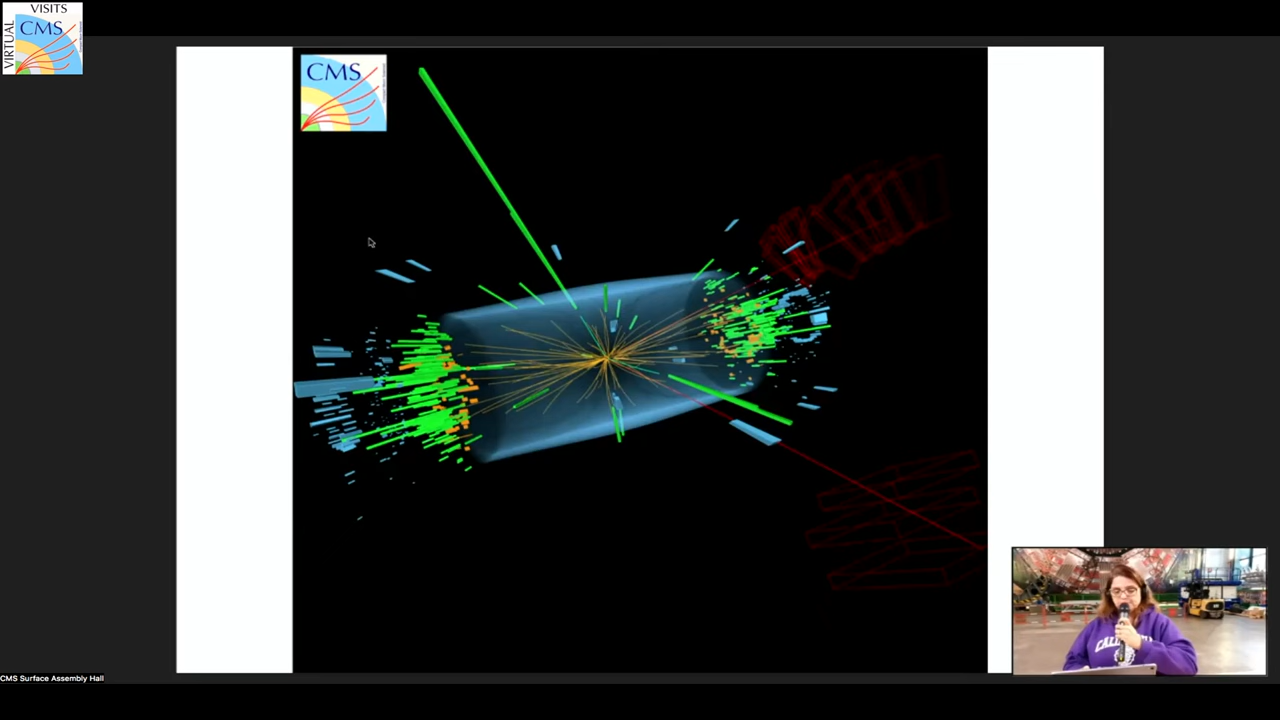 VISITS
VIRTUAL
CMS
CMS
CMS Surface Assembly Hall